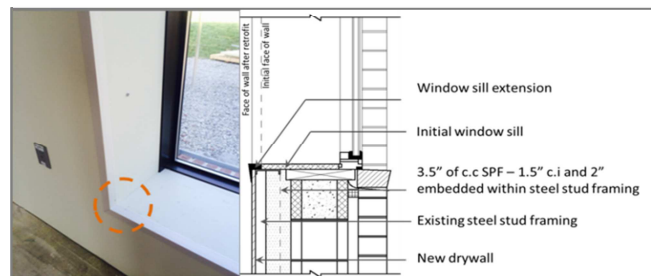 Face of wall after retrofit
Initial face of wall
Window sill extension
Initial window sill
3.5” of c.c SPF – 1.5” c.i and 2”
embedded within steel stud framing
Existing steel stud framing
New drywall